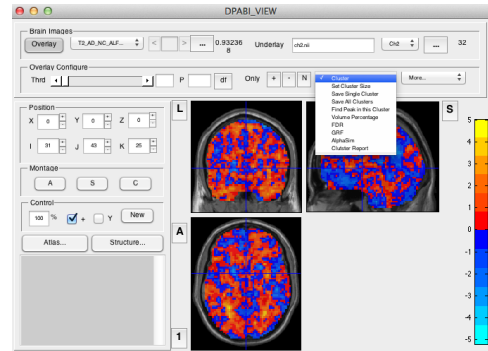 DPABI_VIEW
Brain Images
Overlay T2_AD_NC_ALF... < > ... 0.932368 Underlay ch2.nii Ch2 ... 32
Overlay Configure
Thrd P df Only + - N Cluster More...
Set Cluster Size
Save Single Cluster
Save All Clusters
Find Peak in this Cluster
Volume Percentage
FDR
GRF
AlphaSim
Cluster Report
Position
X 0 Y 0 Z 0
I 31 J 43 K 25
Montage
A S C
Control
100 % + Y New
Atlas... Structure...
L
S
A
1
5
4
3
2
1
0
-1
-2
-3
-4
-5